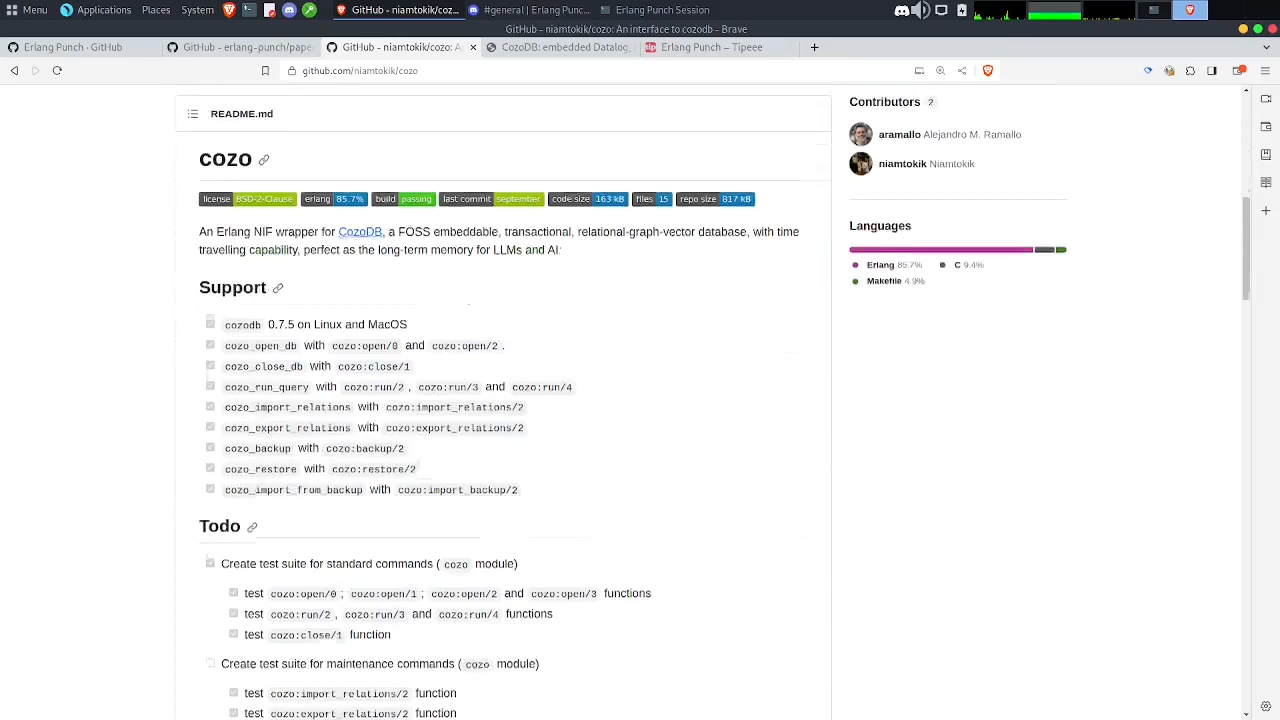 Menu Applications Places System GitHub - niamtokik/coz... #general | Erlang Punc... Erlang Punch Session
GitHub - niamtokik/cozo: An interface to cozodb - Brave
Erlang Punch - GitHub GitHub - erlang-punch/pape GitHub - niamtokik/cozo: A CozoDB: embedded Datalog, Erlang Punch – Tipeee
github.com/niamtokik/cozo
README.md
cozo
license BSD-2-Clause erlang 85.7% build passing last commit september code size 163 kB files 15 repo size 817 kB
An Erlang NIF wrapper for CozoDB, a FOSS embeddable, transactional, relational-graph-vector database, with time
travelling capability, perfect as the long-term memory for LLMs and AI.
Support
cozodb 0.7.5 on Linux and MacOS
cozo_open_db with cozo:open/0 and cozo:open/2.
cozo_close_db with cozo:close/1
cozo_run_query with cozo:run/2, cozo:run/3 and cozo:run/4
cozo_import_relations with cozo:import_relations/2
cozo_export_relations with cozo:export_relations/2
cozo_backup with cozo:backup/2
cozo_restore with cozo:restore/2
cozo_import_from_backup with cozo:import_backup/2
Todo
Create test suite for standard commands (cozo module)
test cozo:open/0; cozo:open/1; cozo:open/2 and cozo:open/3 functions
test cozo:run/2, cozo:run/3 and cozo:run/4 functions
test cozo:close/1 function
Create test suite for maintenance commands (cozo module)
test cozo:import_relations/2 function
test cozo:export_relations/2 function
Contributors 2
aramallo Alejandro M. Ramallo
niamtokik Niamtokik
Languages
Erlang 85.7% C 9.4%
Makefile 4.9%